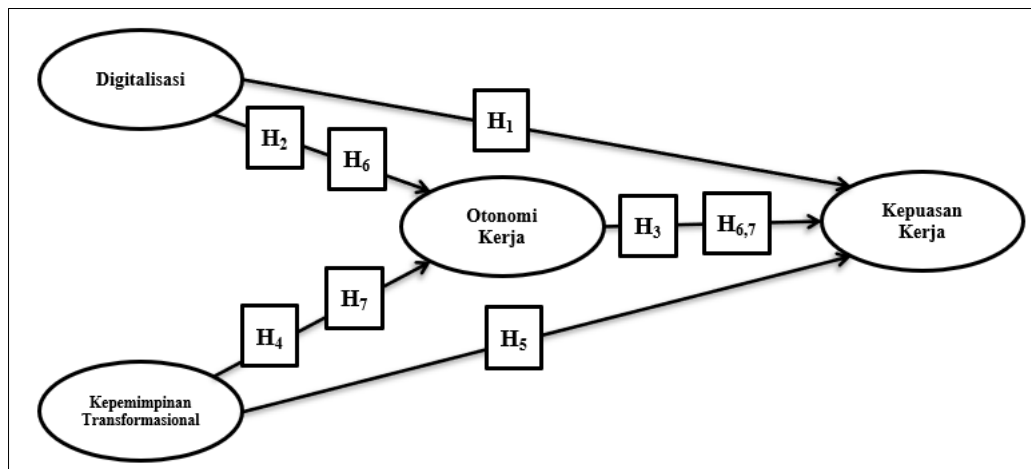 Digitalisasi
H1
H2
H6
Otonomi
Kerja
H3
H6,7
Kepuasan
Kerja
H7
H4
H5
Kepemimpinan
Transformasional